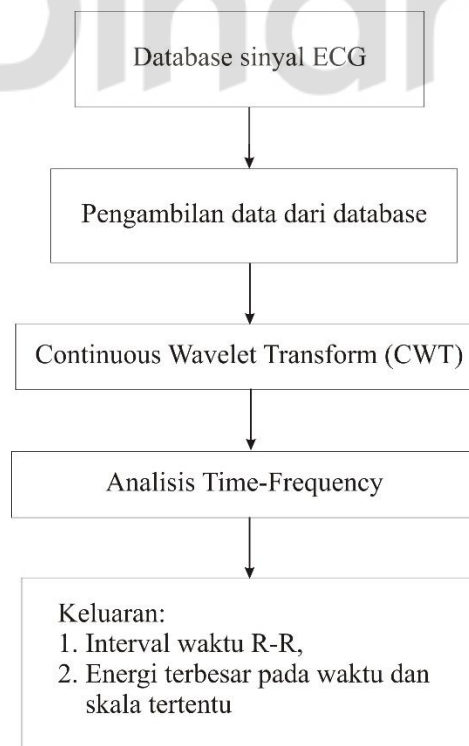 Database sinyal ECG
Pengambilan data dari database
Continuous Wavelet Transform (CWT)
Analisis Time-Frequency
Keluaran:
1. Interval waktu R-R,
2. Energi terbesar pada waktu dan
skala tertentu